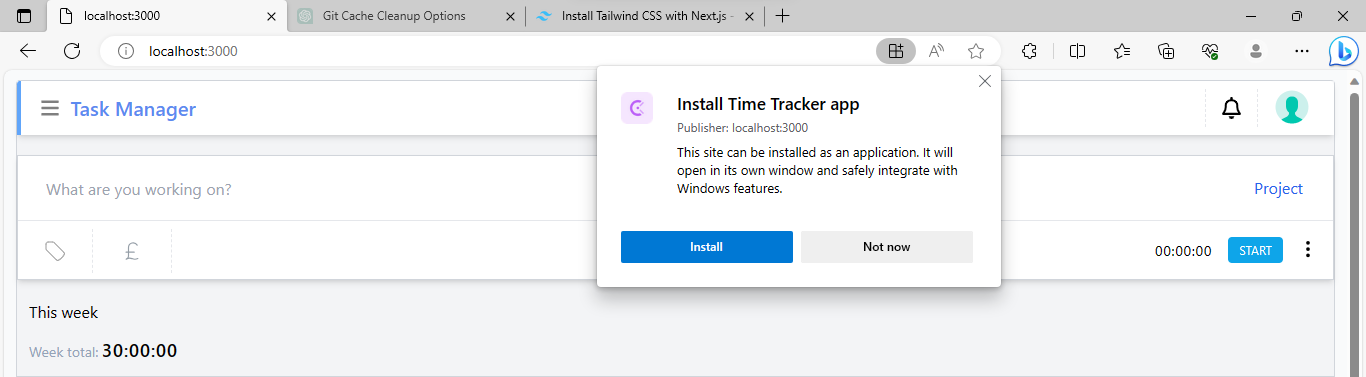 localhost:3000
Git Cache Cleanup Options
Install Tailwind CSS with Next.js -
localhost:3000
Task Manager
Install Time Tracker app
Publisher: localhost:3000
This site can be installed as an application. It will
open in its own window and safely integrate with
Windows features.
Install
Not now
What are you working on?
Project
£
00:00:00
START
This week
Week total: 30:00:00